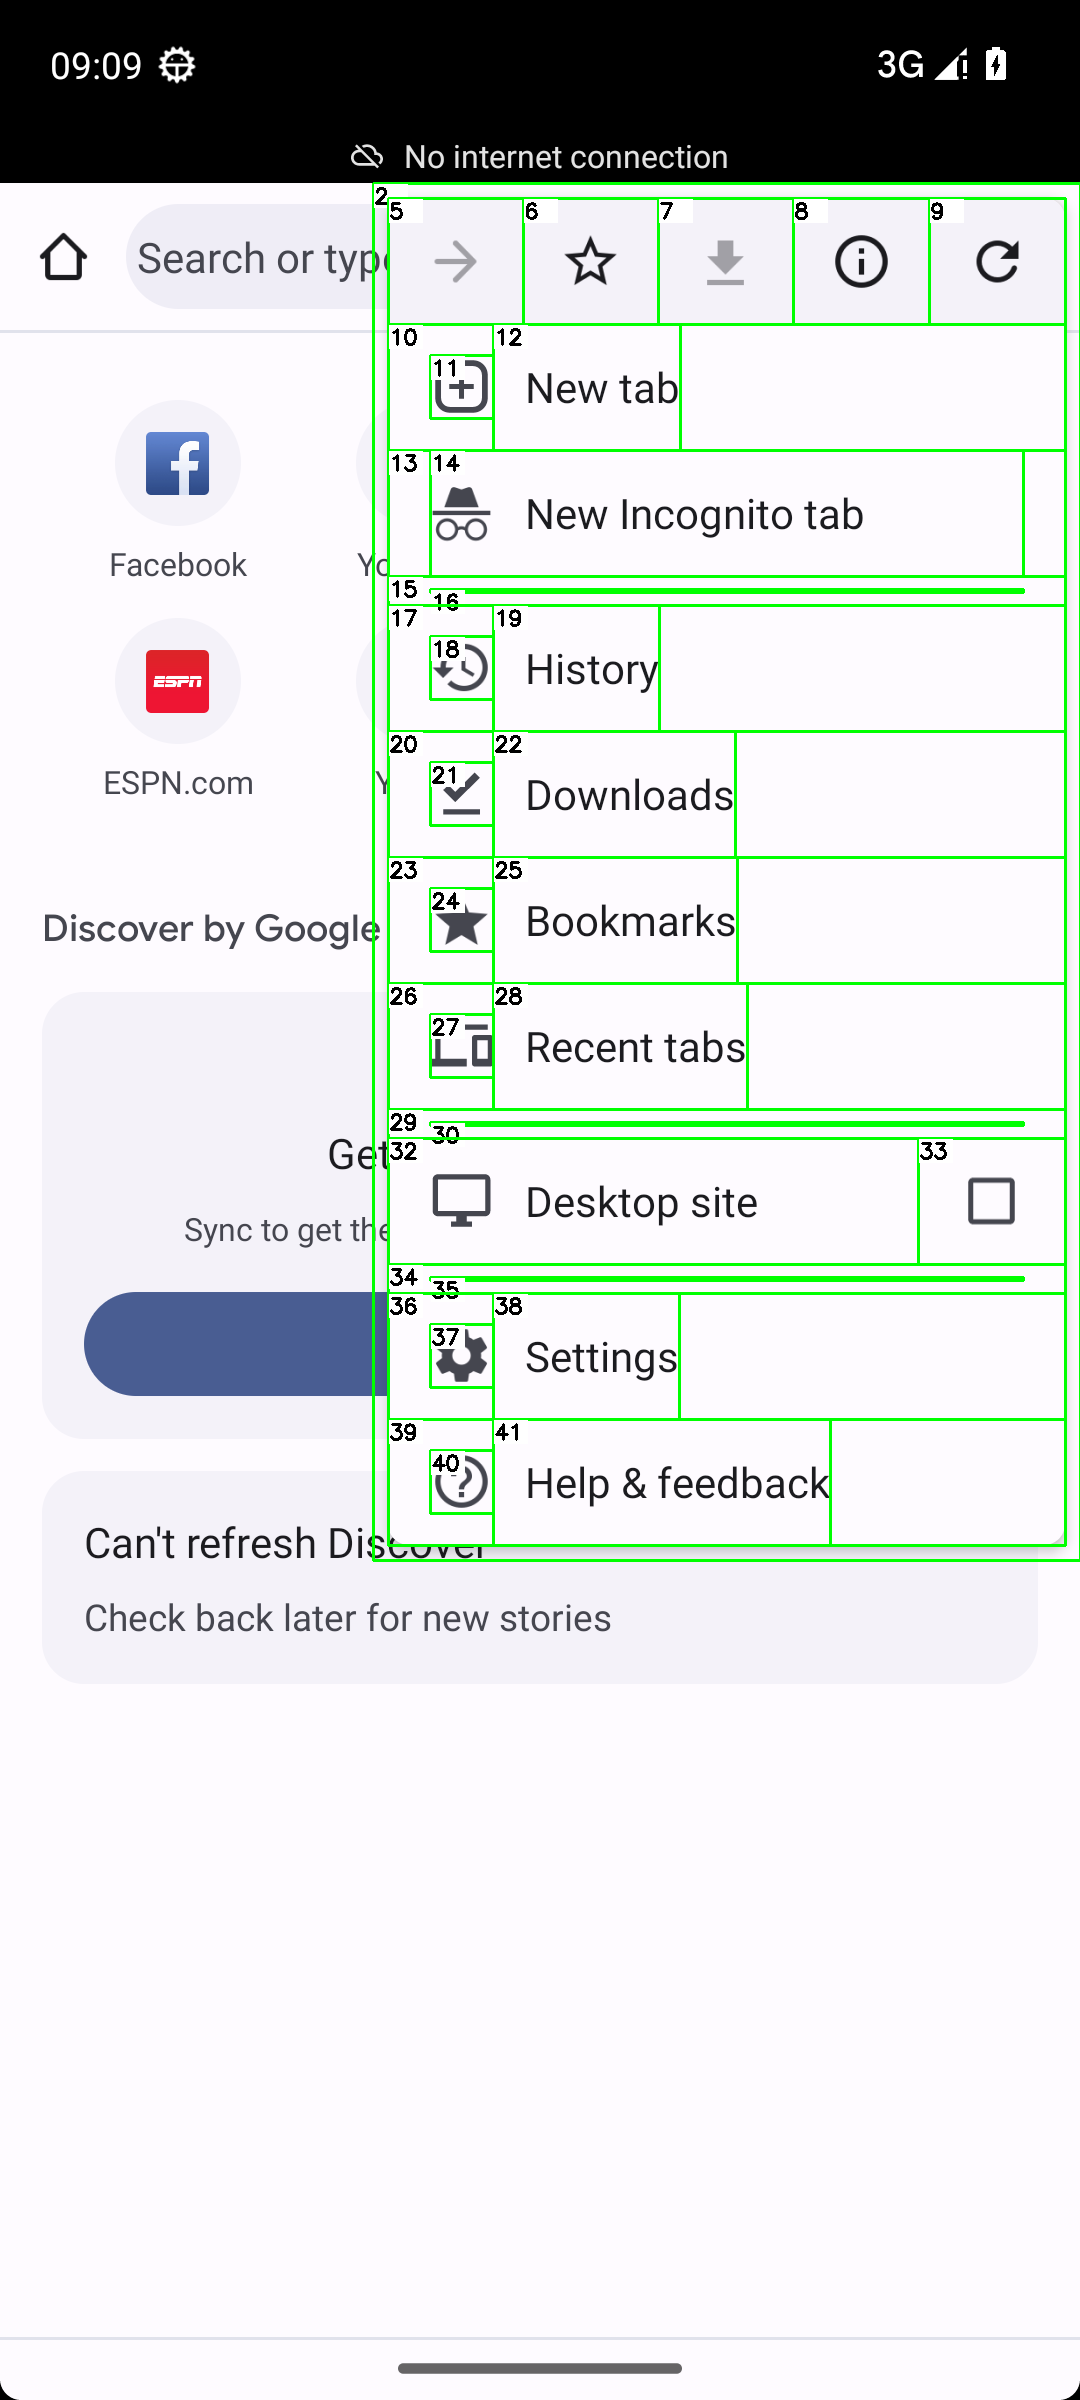 09:09
3G
No internet connection
2
5
6
7
8
9
Search or type
10
11
12
New tab
13
14
New Incognito tab
Facebook
15
16
17
18
19
History
20
21
22
Downloads
ESPN
ESPN.com
23
24
25
Bookmarks
Discover by Google
26
27
28
Recent tabs
29
30
32
33
Get
Desktop site
Sync to get the
34
35
36
37
38
Settings
39
40
41
Help & feedback
Can't refresh Discover
Check back later for new stories